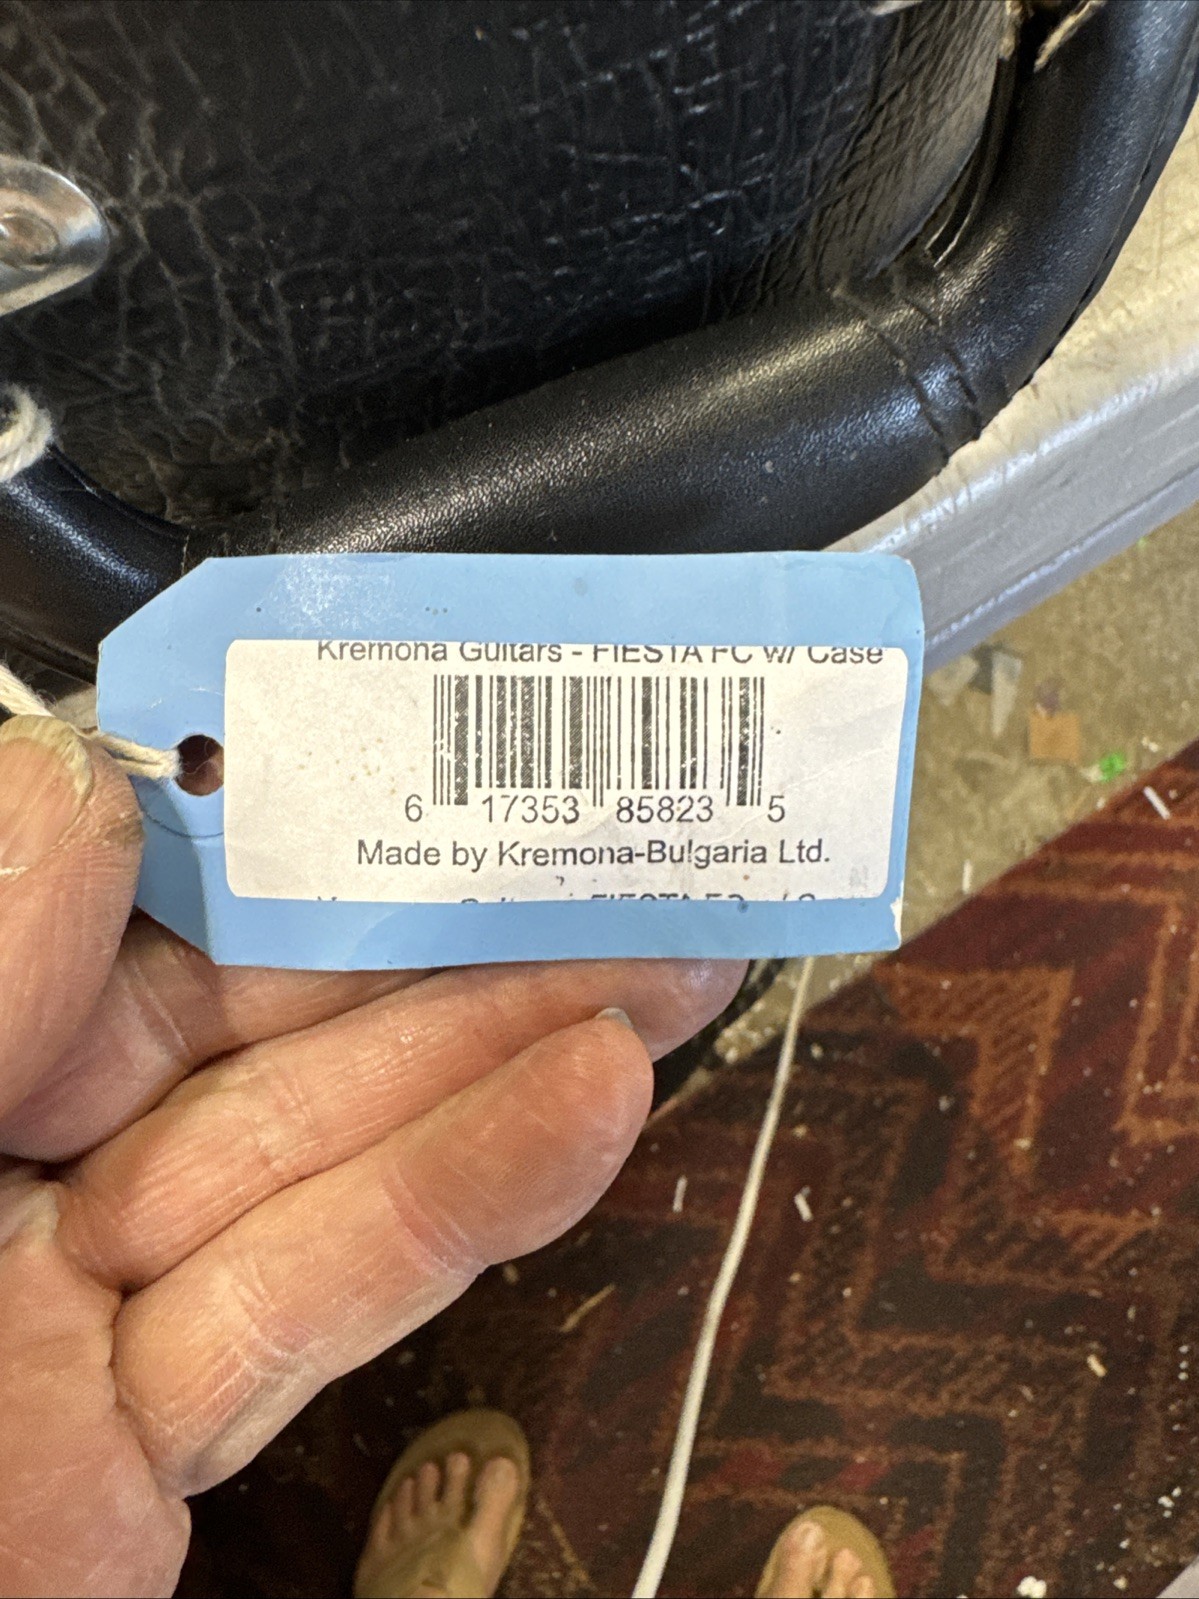 Kremona Guitars - FIESTA FC w/ Case
6 17353 85823 5
Made by Kremona-Bulgaria Ltd.